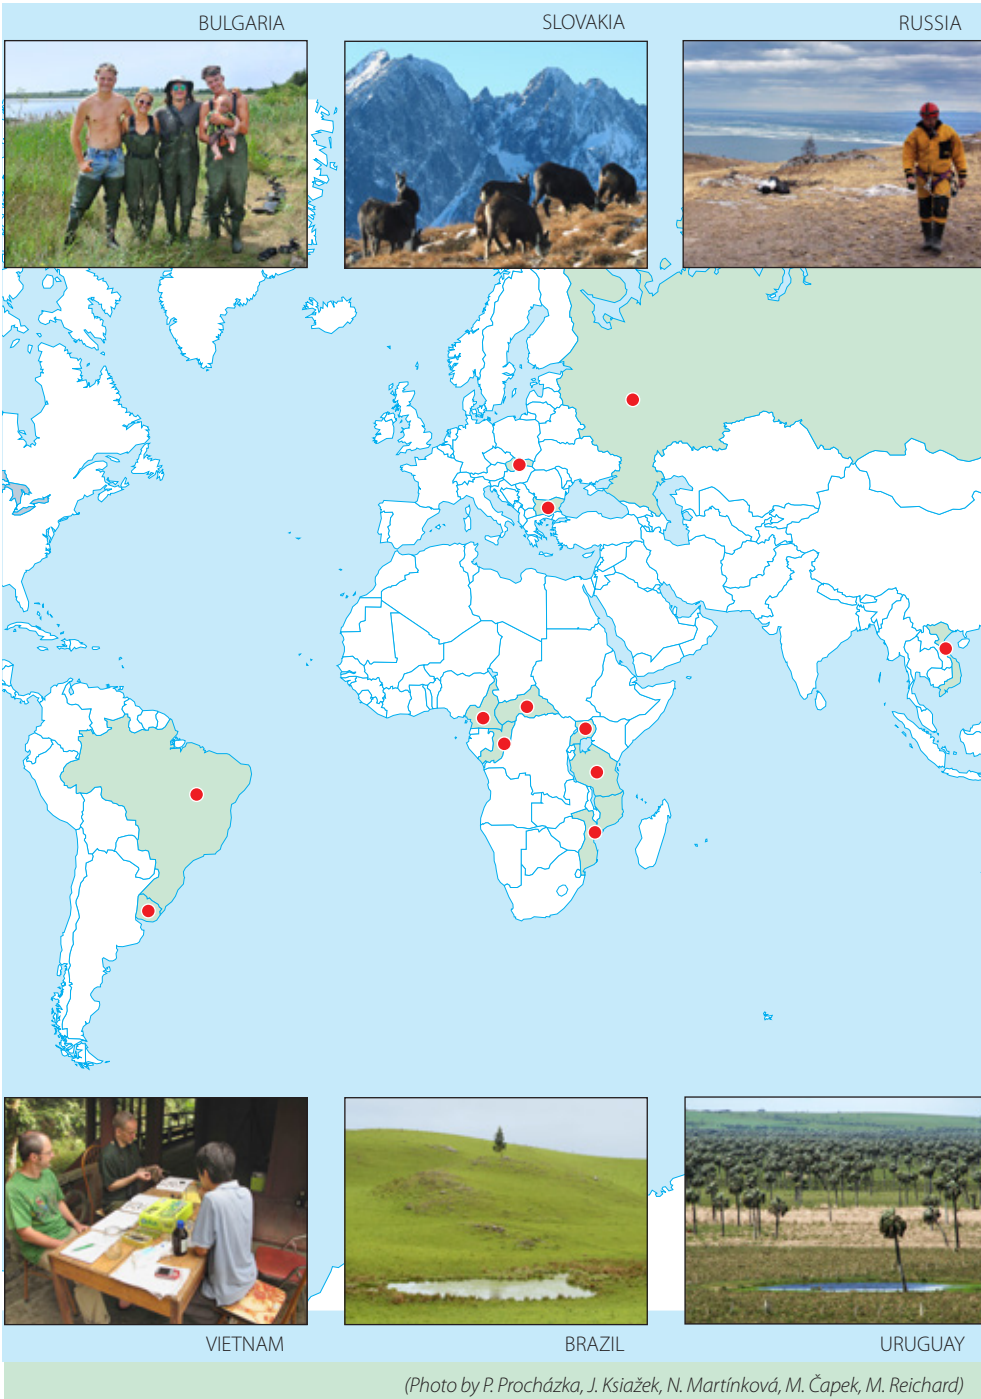 BULGARIA
SLOVAKIA
RUSSIA
VIETNAM
BRAZIL
URUGUAY
(Photo by P. Procházka, J. Ksiažek, N. Martínková, M. Čapek, M. Reichard)